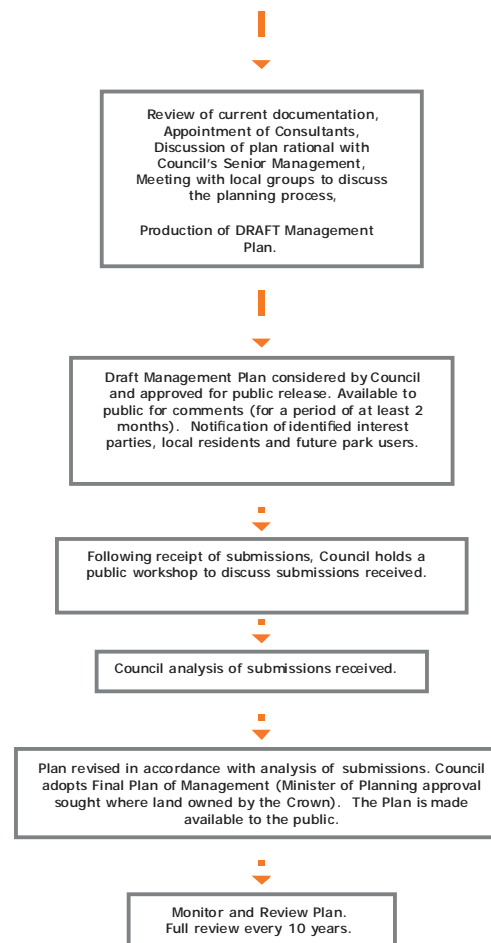 Review of current documentation,
Appointment of Consultants,
Discussion of plan rational with
Council's Senior Management,
Meeting with local groups to discuss
the planning process,
Production of DRAFT Management
Plan.
Draft Management Plan considered by Council
and approved for public release. Available to
public for comments (for a period of at least 2
months). Notification of identified interest
parties, local residents and future park users.
Following receipt of submissions, Council holds a
public workshop to discuss submissions received.
Council analysis of submissions received.
Plan revised in accordance with analysis of submissions. Council
adopts Final Plan of Management (Minister of Planning approval
sought where land owned by the Crown). The Plan is made
available to the public.
Monitor and Review Plan.
Full review every 10 years.